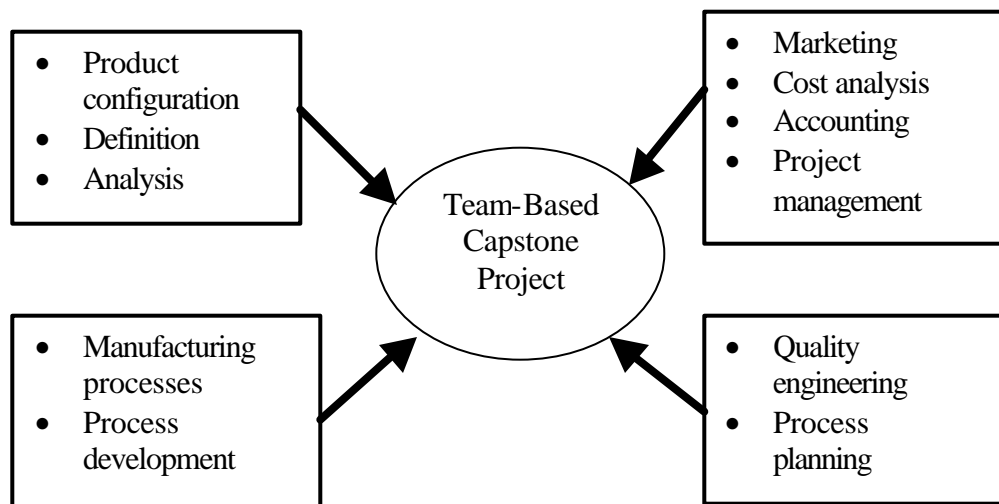 • Product
configuration
• Definition
• Analysis
• Marketing
• Cost analysis
• Accounting
• Project
management
Team-Based
Capstone
Project
• Manufacturing
processes
• Process
development
• Quality
engineering
• Process
planning